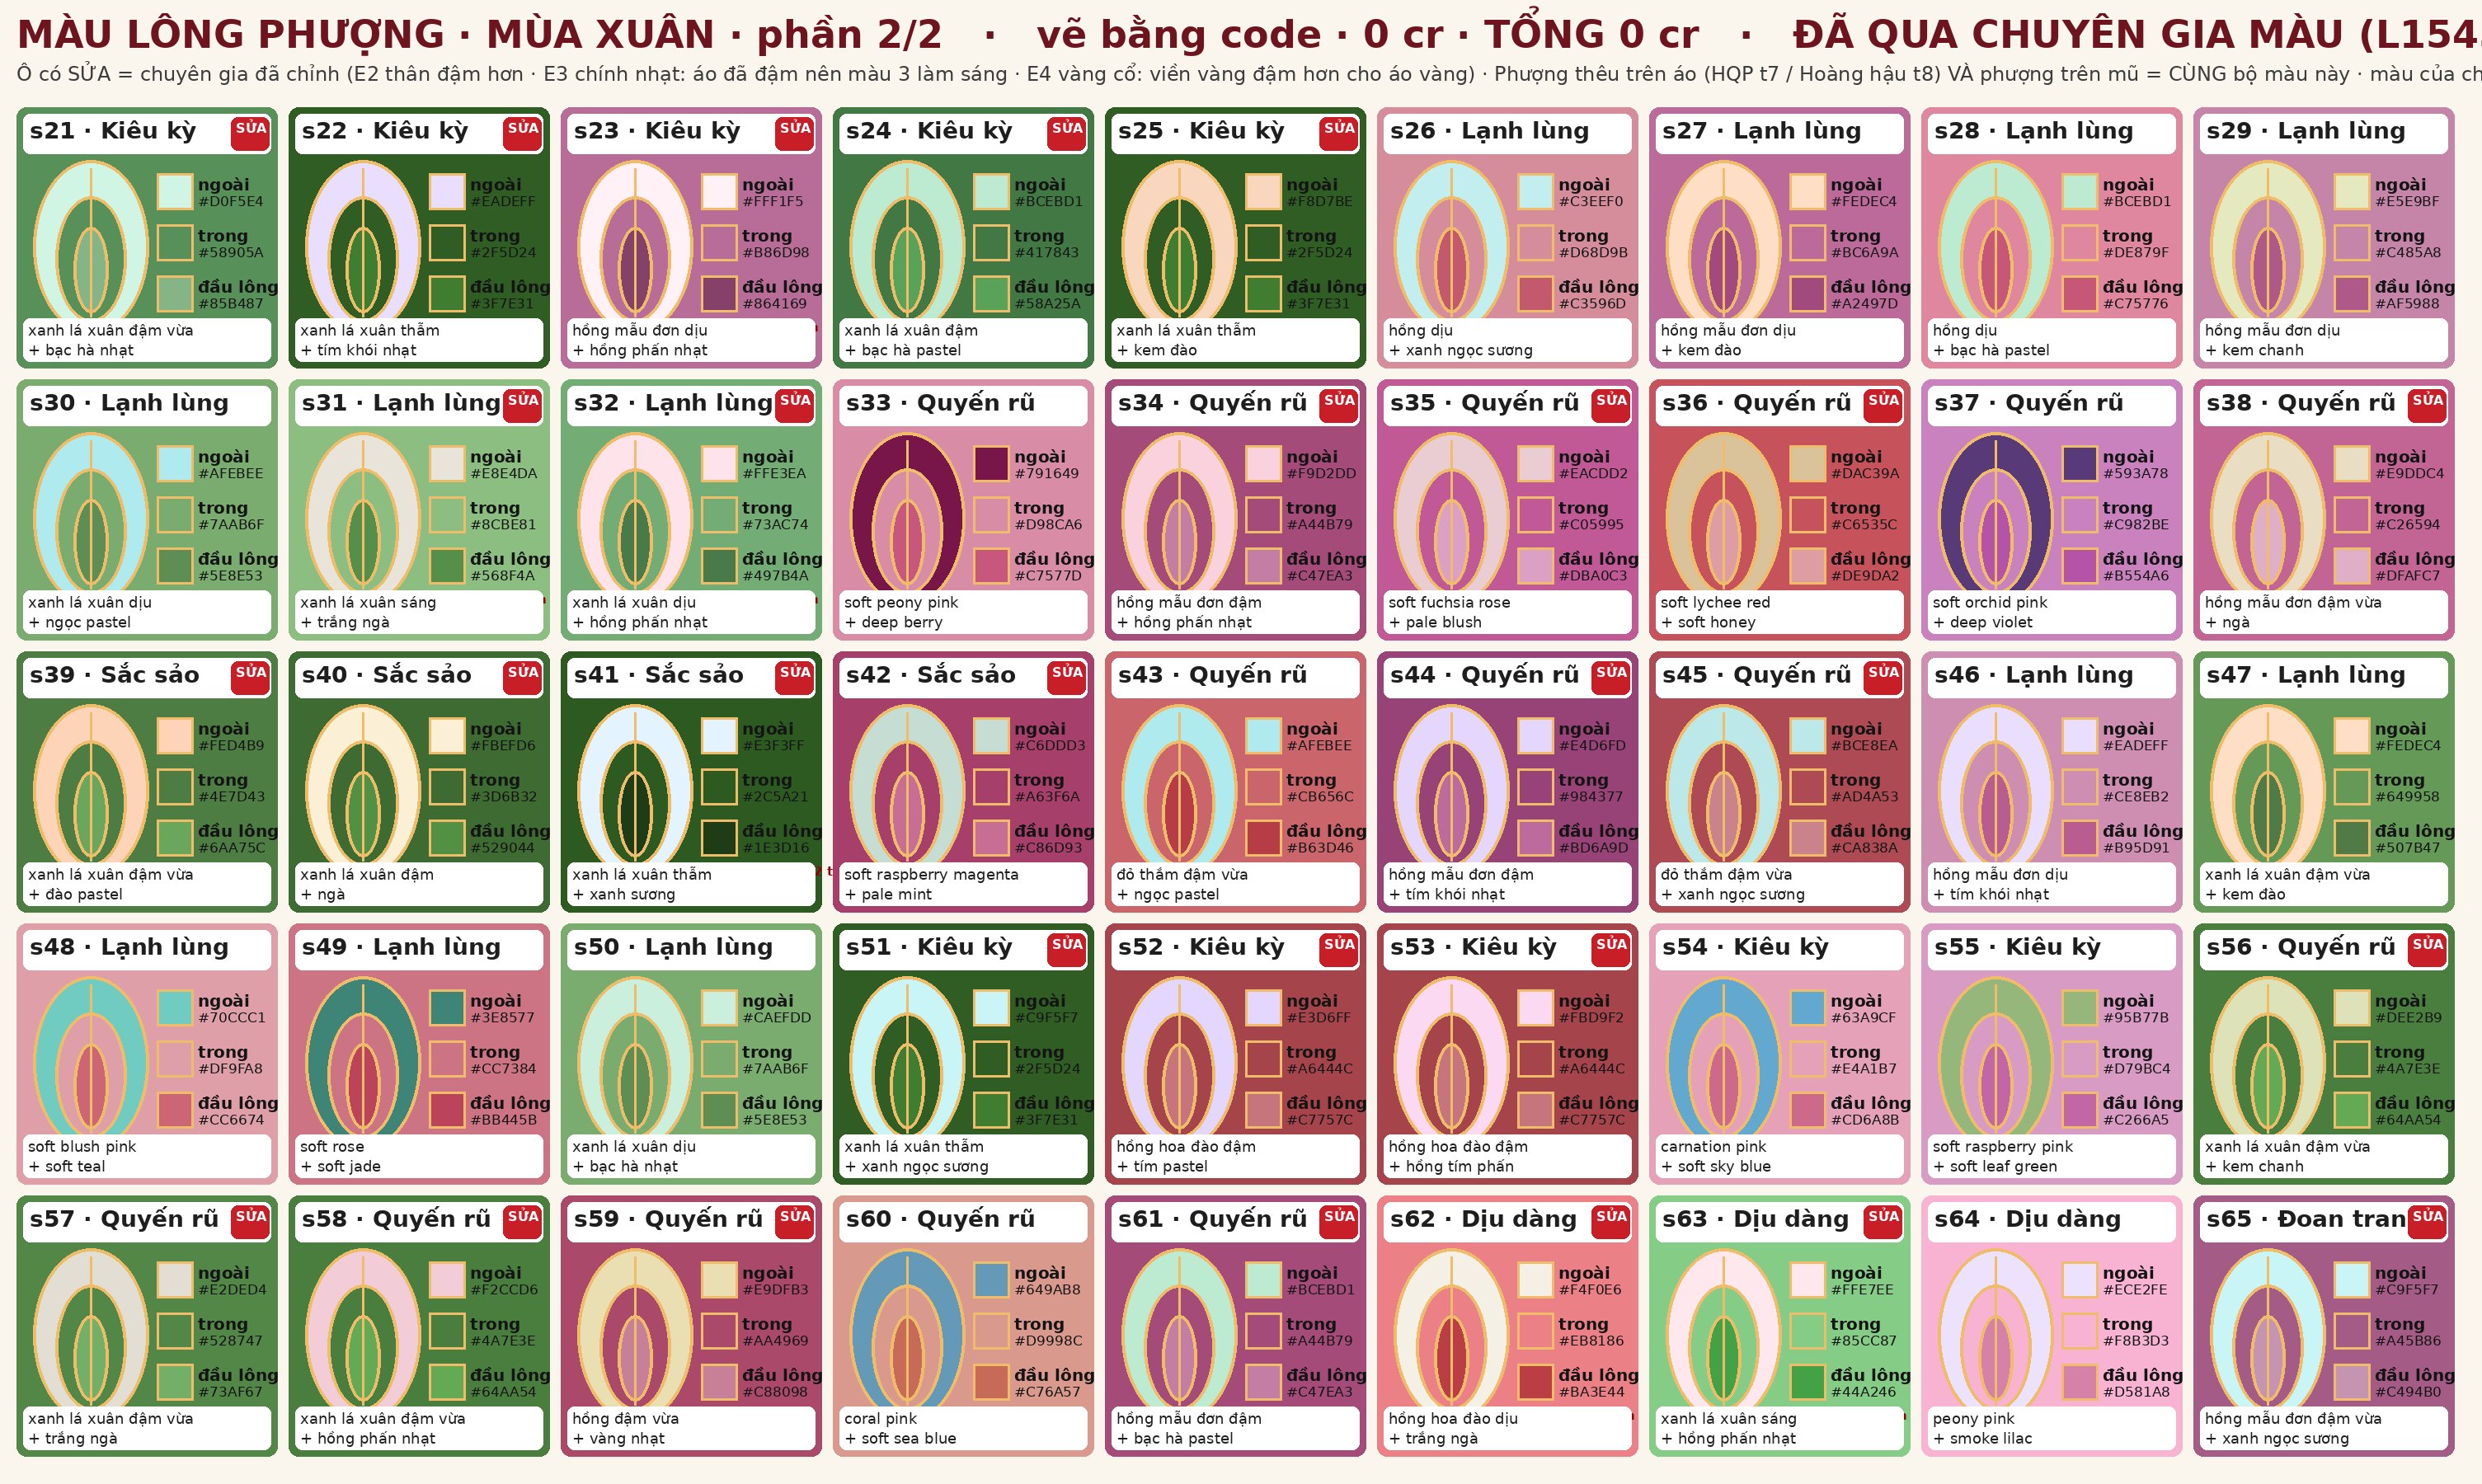 MÀU LÔNG PHƯỢNG · MÙA XUÂN · phần 2/2 · vẽ bằng code · 0 cr · TỔNG 0 cr · ĐÃ QUA CHUYÊN GIA MÀU (L154
Ô có SỬA = chuyên gia đã chỉnh (E2 thân đậm hơn · E3 chính nhạt: áo đã đậm nên màu 3 làm sáng · E4 vàng cổ: viền vàng đậm hơn cho áo vàng) · Phượng thêu trên áo (HQP t7 / Hoàng hậu t8) VÀ phượng trên mũ = CÙNG bộ màu này · màu của ch
s21 · Kiêu kỳ
SỬA
ngoài
#D0F5E4
trong
#58905A
đầu lông
#85B487
xanh lá xuân đậm vừa
+ bạc hà nhạt
s22 · Kiêu kỳ
SỬA
ngoài
#EADEFF
trong
#2F5D24
đầu lông
#3F7E31
xanh lá xuân thẫm
+ tím khói nhạt
s23 · Kiêu kỳ
SỬA
ngoài
#FFF1F5
trong
#B86D98
đầu lông
#864169
hồng mẫu đơn dịu
+ hồng phấn nhạt
s24 · Kiêu kỳ
SỬA
ngoài
#BCEBD1
trong
#417843
đầu lông
#58A25A
xanh lá xuân đậm
+ bạc hà pastel
s25 · Kiêu kỳ
SỬA
ngoài
#F8D7BE
trong
#2F5D24
đầu lông
#3F7E31
xanh lá xuân thẫm
+ kem đào
s26 · Lạnh lùng
ngoài
#C3EEF0
trong
#D68D9B
đầu lông
#C3596D
hồng dịu
+ xanh ngọc sương
s27 · Lạnh lùng
ngoài
#FEDEC4
trong
#BC6A9A
đầu lông
#A2497D
hồng mẫu đơn dịu
+ kem đào
s28 · Lạnh lùng
ngoài
#BCEBD1
trong
#DE879F
đầu lông
#C75776
hồng dịu
+ bạc hà pastel
s29 · Lạnh lùng
ngoài
#E5E9BF
trong
#C485A8
đầu lông
#AF5988
hồng mẫu đơn dịu
+ kem chanh
s30 · Lạnh lùng
ngoài
#AFEBEE
trong
#7AAB6F
đầu lông
#5E8E53
xanh lá xuân dịu
+ ngọc pastel
s31 · Lạnh lùng
SỬA
ngoài
#E8E4DA
trong
#8CBE81
đầu lông
#568F4A
xanh lá xuân sáng
+ trắng ngà
s32 · Lạnh lùng
SỬA
ngoài
#FFE3EA
trong
#73AC74
đầu lông
#497B4A
xanh lá xuân dịu
+ hồng phấn nhạt
s33 · Quyến rũ
ngoài
#791649
trong
#D98CA6
đầu lông
#C7577D
soft peony pink
+ deep berry
s34 · Quyến rũ
SỬA
ngoài
#F9D2DD
trong
#A44B79
đầu lông
#C47EA3
hồng mẫu đơn đậm
+ hồng phấn nhạt
s35 · Quyến rũ
SỬA
ngoài
#EACDD2
trong
#C05995
đầu lông
#DBA0C3
soft fuchsia rose
+ pale blush
s36 · Quyến rũ
SỬA
ngoài
#DAC39A
trong
#C6535C
đầu lông
#DE9DA2
soft lychee red
+ soft honey
s37 · Quyến rũ
ngoài
#593A78
trong
#C982BE
đầu lông
#B554A6
soft orchid pink
+ deep violet
s38 · Quyến rũ
SỬA
ngoài
#E9DDC4
trong
#C26594
đầu lông
#DFAFC7
hồng mẫu đơn đậm vừa
+ ngà
s39 · Sắc sảo
SỬA
ngoài
#FED4B9
trong
#4E7D43
đầu lông
#6AA75C
xanh lá xuân đậm vừa
+ đào pastel
s40 · Sắc sảo
SỬA
ngoài
#FBEFD6
trong
#3D6B32
đầu lông
#529044
xanh lá xuân đậm
+ ngà
s41 · Sắc sảo
SỬA
ngoài
#E3F3FF
trong
#2C5A21
đầu lông
#1E3D16
xanh lá xuân thẫm
+ xanh sương
s42 · Sắc sảo
SỬA
ngoài
#C6DDD3
trong
#A63F6A
đầu lông
#C86D93
soft raspberry magenta
+ pale mint
s43 · Quyến rũ
ngoài
#AFEBEE
trong
#CB656C
đầu lông
#B63D46
đỏ thắm đậm vừa
+ ngọc pastel
s44 · Quyến rũ
SỬA
ngoài
#E4D6FD
trong
#984377
đầu lông
#BD6A9D
hồng mẫu đơn đậm
+ tím khói nhạt
s45 · Quyến rũ
SỬA
ngoài
#BCE8EA
trong
#AD4A53
đầu lông
#CA838A
đỏ thắm đậm vừa
+ xanh ngọc sương
s46 · Lạnh lùng
ngoài
#EADEFF
trong
#CE8EB2
đầu lông
#B95D91
hồng mẫu đơn dịu
+ tím khói nhạt
s47 · Lạnh lùng
ngoài
#FEDEC4
trong
#649958
đầu lông
#507B47
xanh lá xuân đậm vừa
+ kem đào
s48 · Lạnh lùng
ngoài
#70CCC1
trong
#DF9FA8
đầu lông
#CC6674
soft blush pink
+ soft teal
s49 · Lạnh lùng
ngoài
#3E8577
trong
#CC7384
đầu lông
#BB445B
soft rose
+ soft jade
s50 · Lạnh lùng
ngoài
#CAEFDD
trong
#7AAB6F
đầu lông
#5E8E53
xanh lá xuân dịu
+ bạc hà nhạt
s51 · Kiêu kỳ
SỬA
ngoài
#C9F5F7
trong
#2F5D24
đầu lông
#3F7E31
xanh lá xuân thẫm
+ xanh ngọc sương
s52 · Kiêu kỳ
SỬA
ngoài
#E3D6FF
trong
#A6444C
đầu lông
#C7757C
hồng hoa đào đậm
+ tím pastel
s53 · Kiêu kỳ
SỬA
ngoài
#FBD9F2
trong
#A6444C
đầu lông
#C7757C
hồng hoa đào đậm
+ hồng tím phấn
s54 · Kiêu kỳ
ngoài
#63A9CF
trong
#E4A1B7
đầu lông
#CD6A8B
carnation pink
+ soft sky blue
s55 · Kiêu kỳ
ngoài
#95B77B
trong
#D79BC4
đầu lông
#C266A5
soft raspberry pink
+ soft leaf green
s56 · Quyến rũ
SỬA
ngoài
#DEE2B9
trong
#4A7E3E
đầu lông
#64AA54
xanh lá xuân đậm vừa
+ kem chanh
s57 · Quyến rũ
SỬA
ngoài
#E2DED4
trong
#528747
đầu lông
#73AF67
xanh lá xuân đậm vừa
+ trắng ngà
s58 · Quyến rũ
SỬA
ngoài
#F2CCD6
trong
#4A7E3E
đầu lông
#64AA54
xanh lá xuân đậm vừa
+ hồng phấn nhạt
s59 · Quyến rũ
SỬA
ngoài
#E9DFB3
trong
#AA4969
đầu lông
#C88098
hồng đậm vừa
+ vàng nhạt
s60 · Quyến rũ
ngoài
#649AB8
trong
#D9998C
đầu lông
#C76A57
coral pink
+ soft sea blue
s61 · Quyến rũ
SỬA
ngoài
#BCEBD1
trong
#A44B79
đầu lông
#C47EA3
hồng mẫu đơn đậm
+ bạc hà pastel
s62 · Dịu dàng
SỬA
ngoài
#F4F0E6
trong
#EB8186
đầu lông
#BA3E44
hồng hoa đào dịu
+ trắng ngà
s63 · Dịu dàng
SỬA
ngoài
#FFE7EE
trong
#85CC87
đầu lông
#44A246
xanh lá xuân sáng
+ hồng phấn nhạt
s64 · Dịu dàng
ngoài
#ECE2FE
trong
#F8B3D3
đầu lông
#D581A8
peony pink
+ smoke lilac
s65 · Đoan tran
SỬA
ngoài
#C9F5F7
trong
#A45B86
đầu lông
#C494B0
hồng mẫu đơn đậm vừa
+ xanh ngọc sương